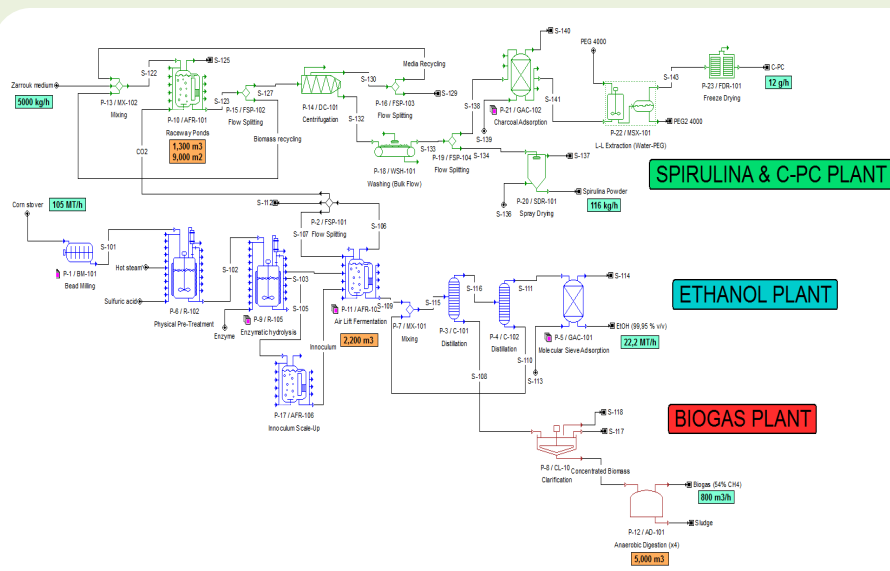 S-140
PEG 4000
S-122
S-125
Media Recycling
S-143
C-PC
12 g/h
Zarrouk medium
5000 kg/h
P-13 / MX-102
Mixing
S-123
S-127
S-130
S-129
S-138
S-141
P-23 / FDR-101
Freeze Drying
P-10 / AFR-101
Raceway Ponds
1,300 m3
9,000 m2
P-15 / FSP-102
Flow Splitting
P-14 / DC-101
Centrifugation
P-16 / FSP-103
Flow Splitting
P-21 / GAC-102
Charcoal Adsorption
PEG2 4000
P-22 / MSX-101
L-L Extraction (Water-PEG)
S-132
S-139
Biomass recycling
CO2
S-133
S-134
P-19 / FSP-104
Flow Splitting
S-137
P-18 / WSH-101
Washing (Bulk Flow)
SPIRULINA & C-PC PLANT
Spirulina Powder
116 kg/h
P-20 / SDR-101
Spray Drying
S-136
Corn stover
105 MT/h
S-112
P-2 / FSP-101
Flow Splitting
S-107
S-106
S-101
P-1 / BM-101
Bead Milling
Hot steam
Sulfuric acid
S-102
P-6 / R-102
Physical Pre-Treatment
S-103
S-105
P-9 / R-105
Enzymatic hydrolysis
Enzyme
P-11 / AFR-102
Air Lift Fermentation
2,200 m3
Innoculum
S-109
S-115
P-7 / MX-101
Mixing
S-116
P-3 / C-101
Distillation
S-111
P-4 / C-102
Distillation
S-110
S-108
S-114
ETHANOL PLANT
EtOH (99,95 % v/v)
22,2 MT/h
P-5 / GAC-101
Molecular Sieve Adsorption
S-113
P-17 / AFR-106
Innoculum Scale-Up
BIOGAS PLANT
S-118
S-117
P-8 / CL-10
Clarification
Concentrated Biomass
Biogas (54% CH4)
800 m3/h
Sludge
P-12 / AD-101
Anaerobic Digestion (x4)
5,000 m3